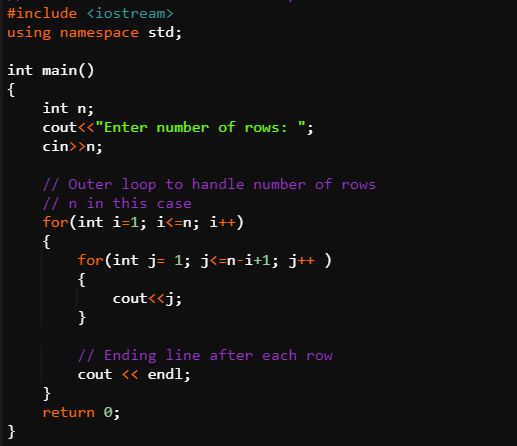 #include <iostream>
using namespace std;
int main()
{
    int n;
    cout<<"Enter number of rows: ";
    cin>>n;
    // Outer loop to handle number of rows
    // n in this case
    for(int i=1; i<=n; i++)
    {
        for(int j= 1; j<=n-i+1; j++ )
        {
            cout<<j;
        }
        // Ending line after each row
        cout << endl;
    }
    return 0;
}